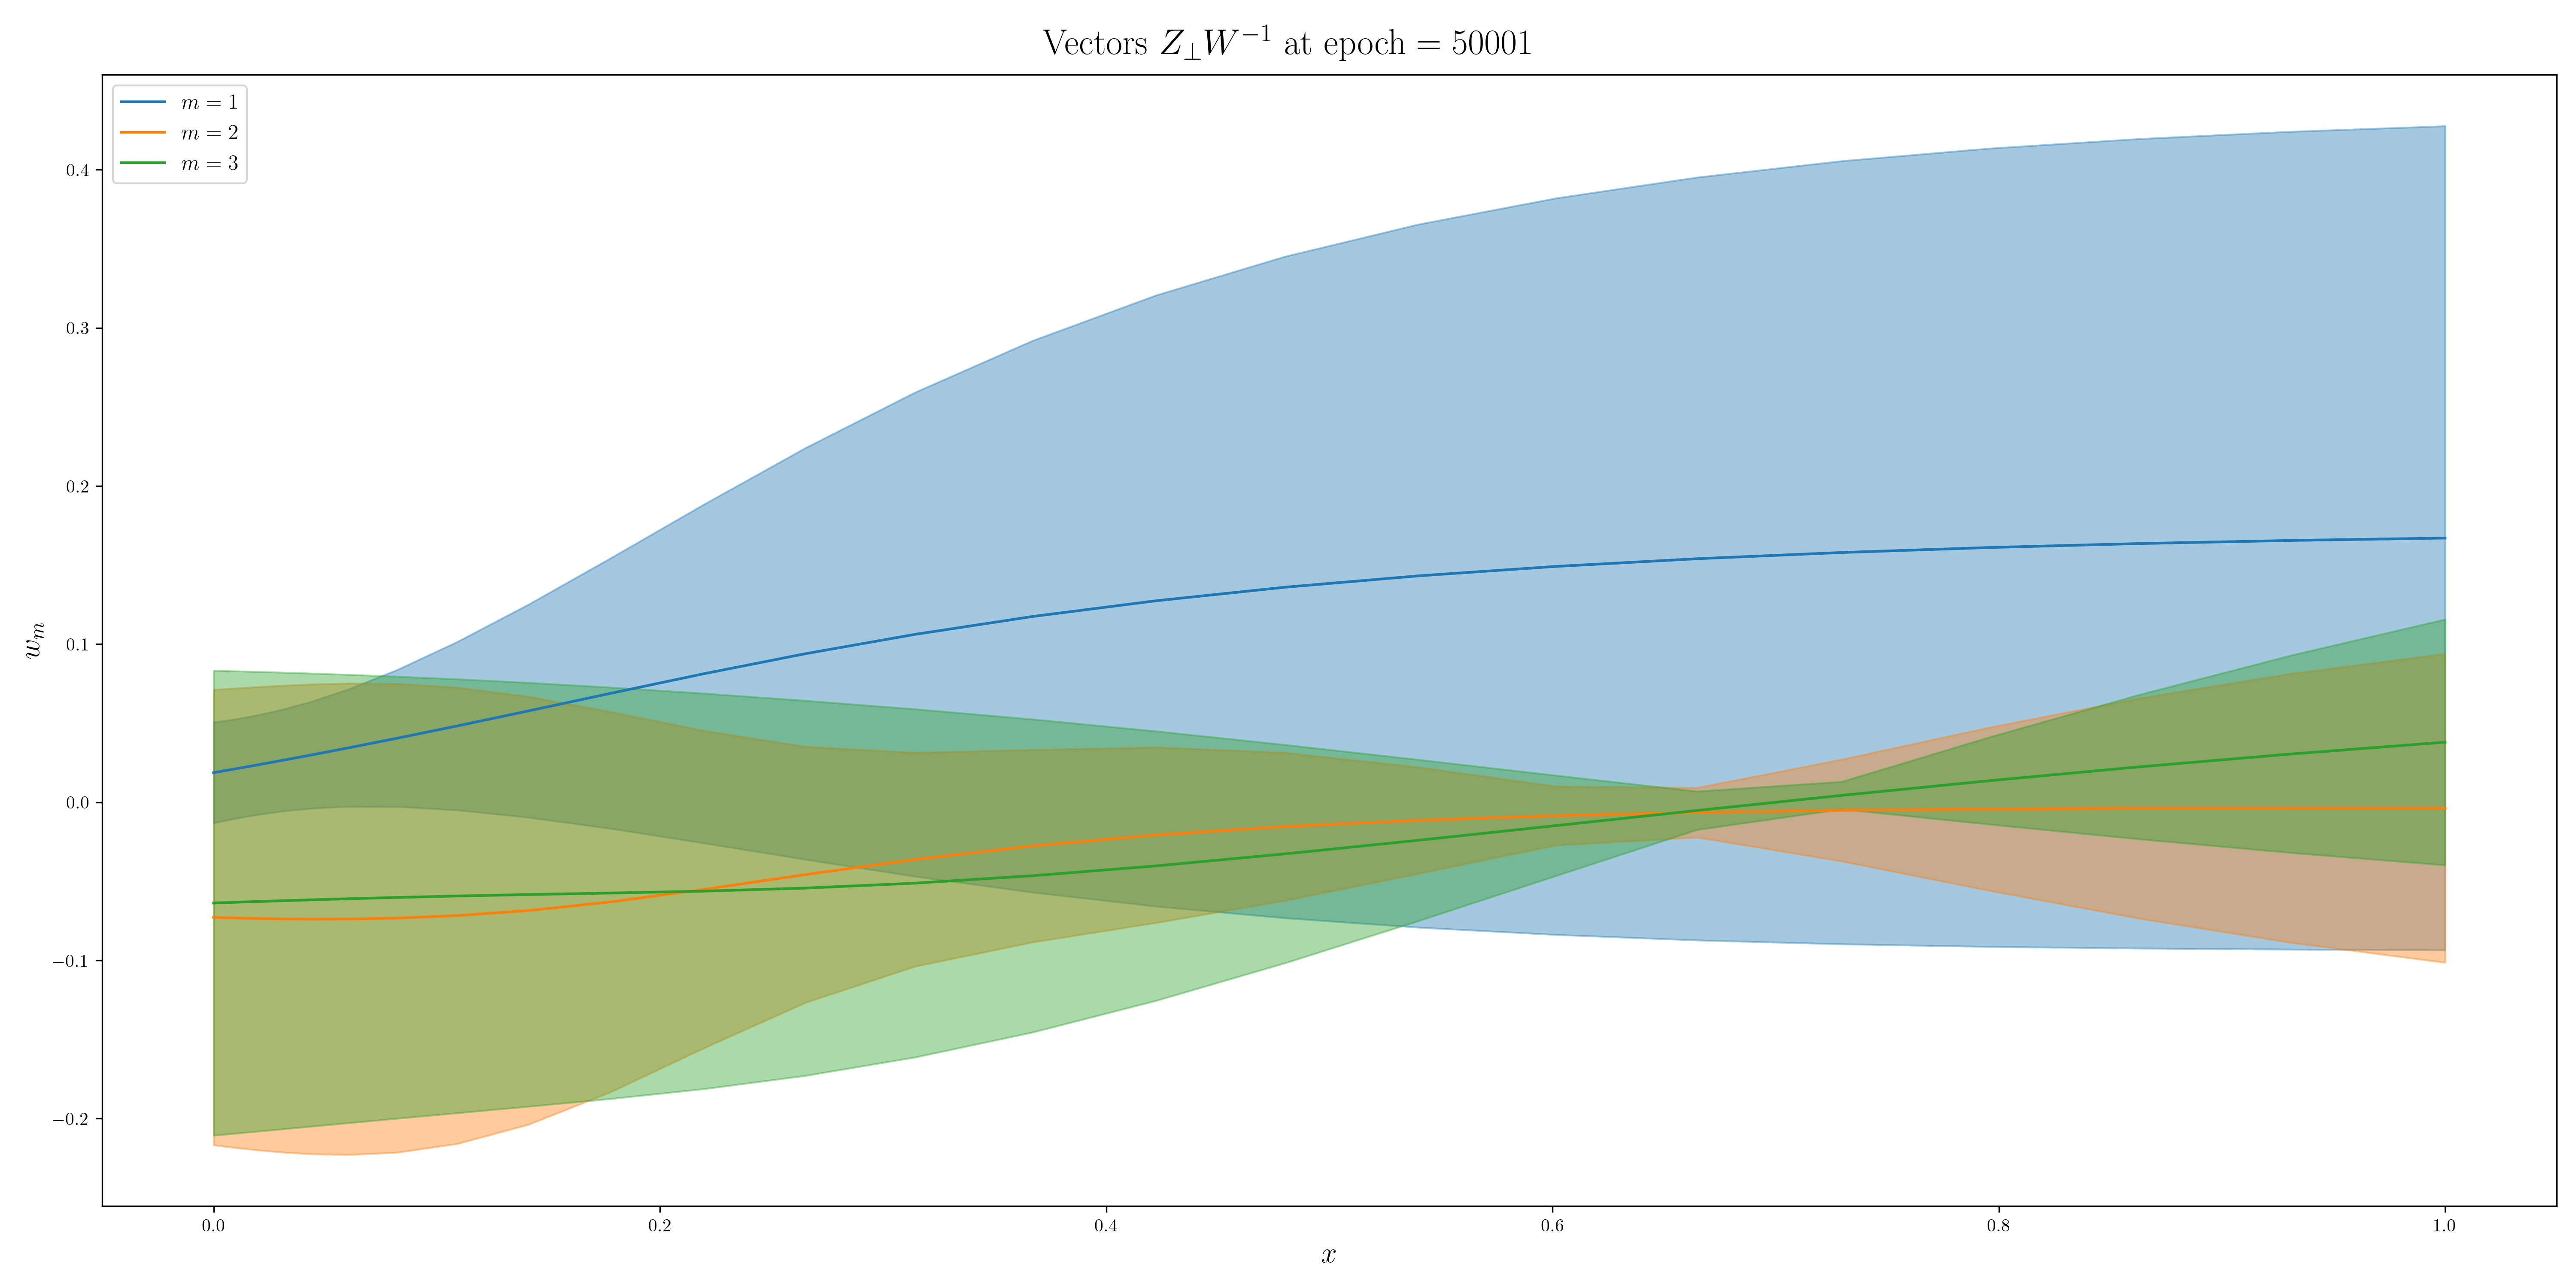 Vectors $Z_{\perp}W^{-1}$ at epoch = 50001
m = 1
m = 2
m = 3
0.4
0.3
0.2
0.1
0.0
−0.1
−0.2
$w_m$
0.0 0.2 0.4 0.6 0.8 1.0
x